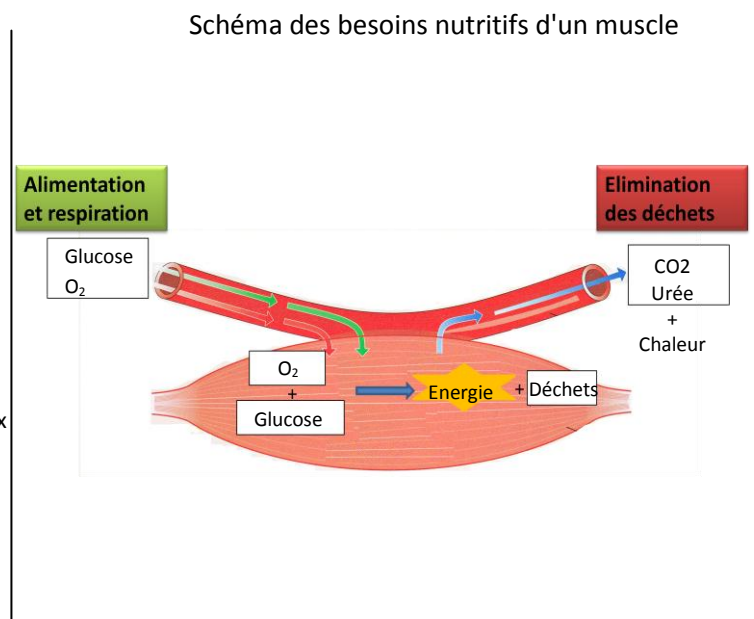 Schéma des besoins nutritifs d'un muscle
Alimentation
et respiration
Elimination
des déchets
Glucose
O₂
CO2
Urée
+
Chaleur
O₂
+
Glucose
Energie
+ Déchets
x